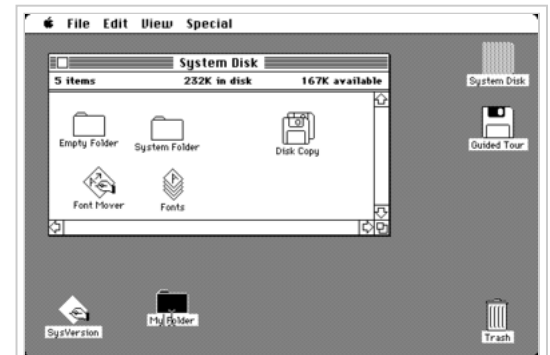 File Edit View Special
System Disk
5 items 232K in disk 167K available
Empty Folder
System Folder
Disk Copy
Font Mover
Fonts
System Disk
Guided Tour
SysVersion
My Folder
Trash